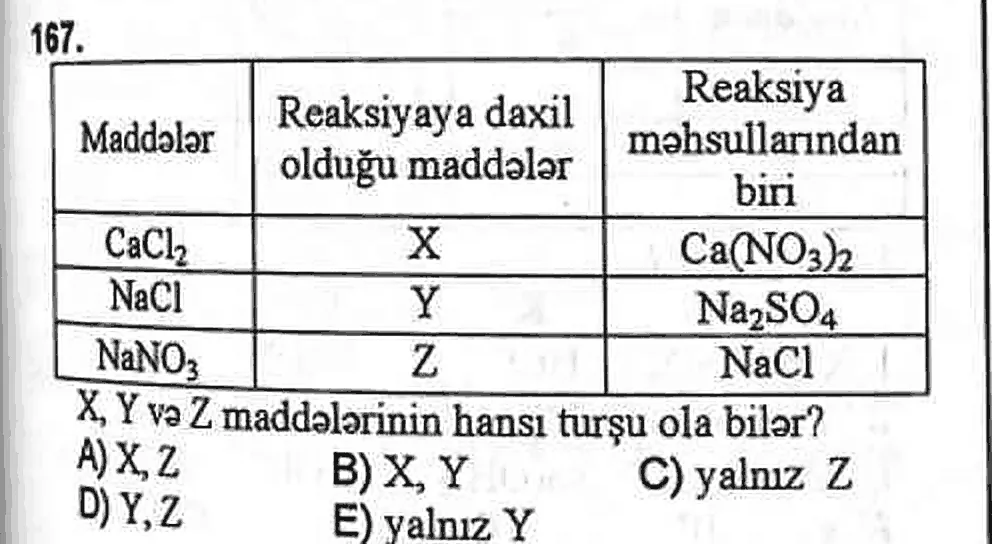 167.
Maddələr | Reaksiyaya daxil olduğu maddələr | Reaksiya məhsullarından biri
CaCl₂ | X | Ca(NO₃)₂
NaCl | Y | Na₂SO₄
NaNO₃ | Z | NaCl
X, Y və Z maddələrinin hansı turşu ola bilər?
A) X, Z B) X, Y C) yalnız Z
D) Y, Z E) yalnız Y